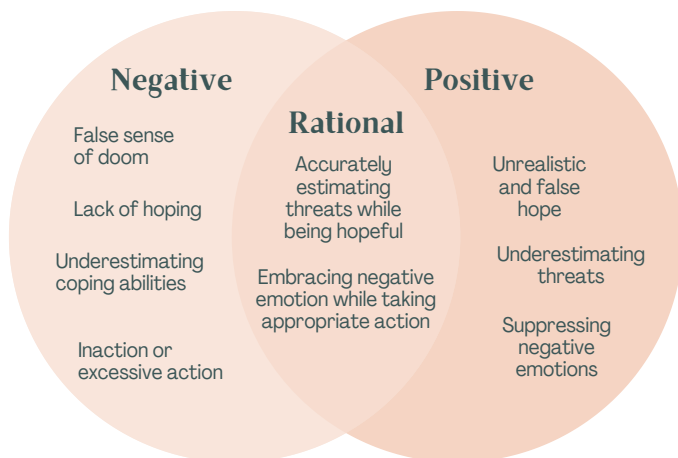 Negative
False sense
of doom
Lack of hoping
Underestimating
coping abilities
Inaction or
excessive action
Rational
Accurately
estimating
threats while
being hopeful
Embracing negative
emotion while taking
appropriate action
Positive
Unrealistic
and false
hope
Underestimating
threats
Suppressing
negative
emotions